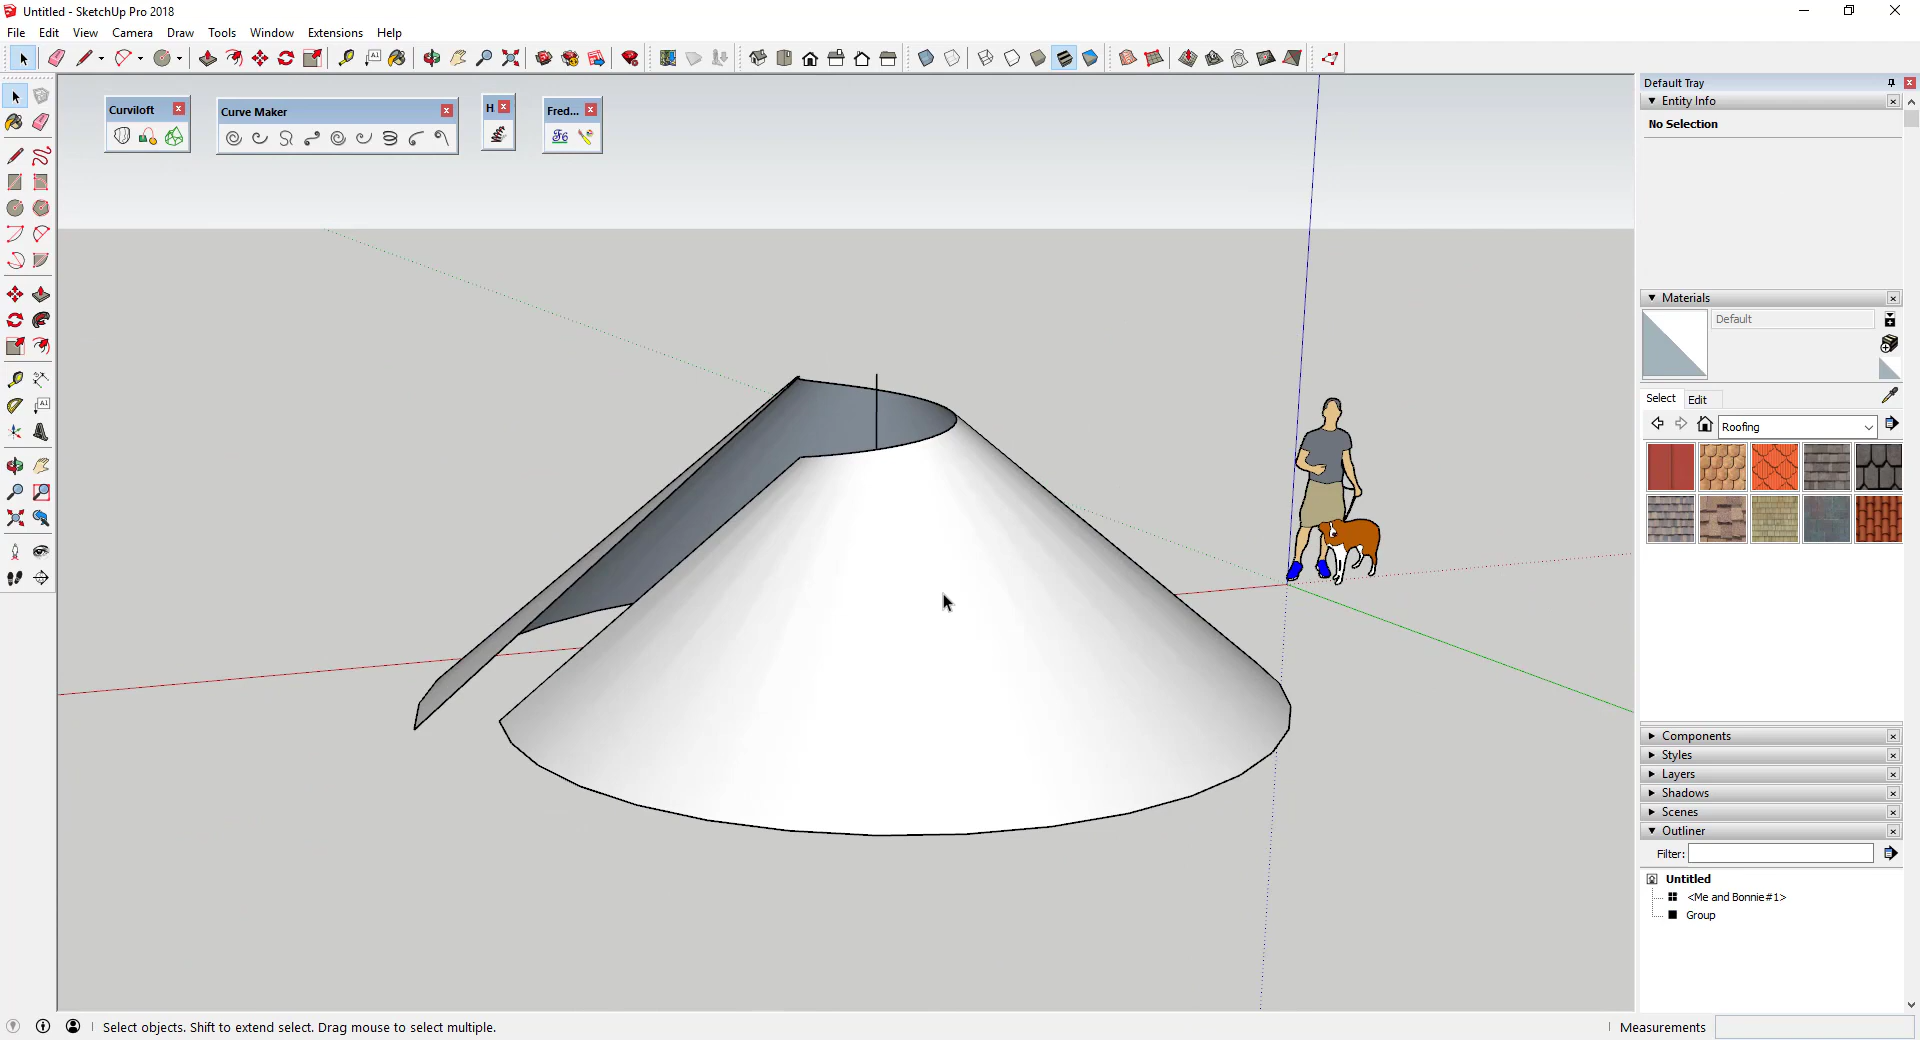 Untitled - SketchUp Pro 2018
File Edit View Camera Draw Tools Window Extensions Help
Default Tray
Entity Info
No Selection
Curviloft
Curve Maker
H
Fred...
Materials
Default
Select Edit
Roofing
Components
Styles
Layers
Shadows
Scenes
Outliner
Filter:
Untitled
<Me and Bonnie#1>
Group
Select objects. Shift to extend select. Drag mouse to select multiple.
Measurements